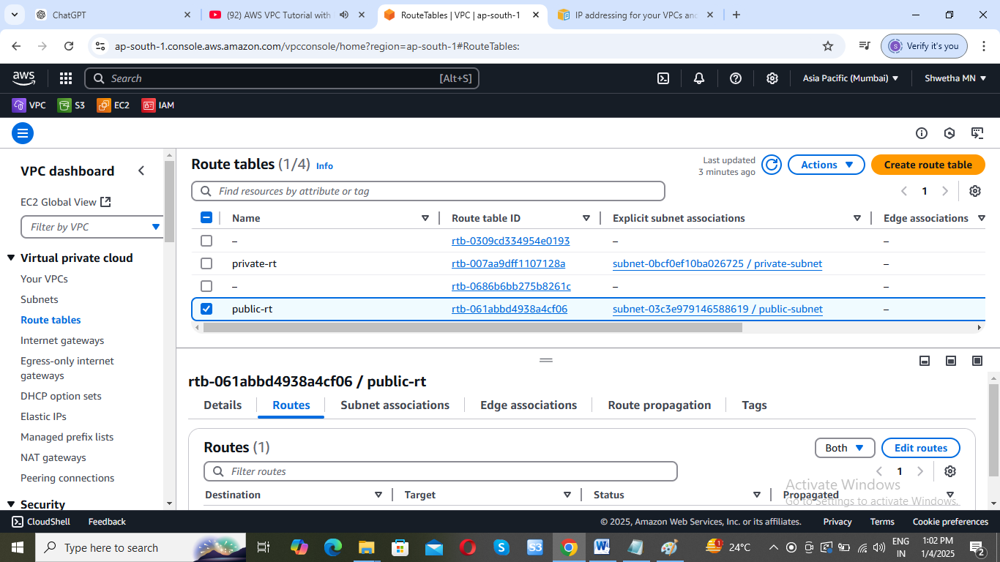 ChatGPT
(92) AWS VPC Tutorial with
RouteTables | VPC | ap-south-1
IP addressing for your VPCs and
ap-south-1.console.aws.amazon.com/vpcconsole/home?region=ap-south-1#RouteTables:
S
Verify it's you
aws
Search
[Alt+S]
Asia Pacific (Mumbai)
Shwetha MN
VPC
S3
EC2
IAM
VPC dashboard
EC2 Global View
Filter by VPC
Virtual private cloud
Your VPCs
Subnets
Route tables
Internet gateways
Egress-only internet
gateways
DHCP option sets
Elastic IPs
Managed prefix lists
NAT gateways
Peering connections
Security
Route tables (1/4) Info
Last updated
3 minutes ago
Actions
Create route table
Find resources by attribute or tag
1
Name Route table ID Explicit subnet associations Edge associations
– rtb-0309cd334954e0193 – –
private-rt rtb-007aa9dff1107128a subnet-0bcf0ef10ba026725 / private-subnet –
– rtb-0686b6bb275b8261c – –
public-rt rtb-061abbd4938a4cf06 subnet-03c3e979146588619 / public-subnet –
rtb-061abbd4938a4cf06 / public-rt
Details Routes Subnet associations Edge associations Route propagation Tags
Routes (1)
Both
Edit routes
Filter routes
1
Destination Target Status Propagated
Activate Windows
Go to Settings to activate Windows.
CloudShell Feedback
© 2025, Amazon Web Services, Inc. or its affiliates. Privacy Terms Cookie preferences
Type here to search
S3
1
24°C
ENG
IN
1:02 PM
1/4/2025
2